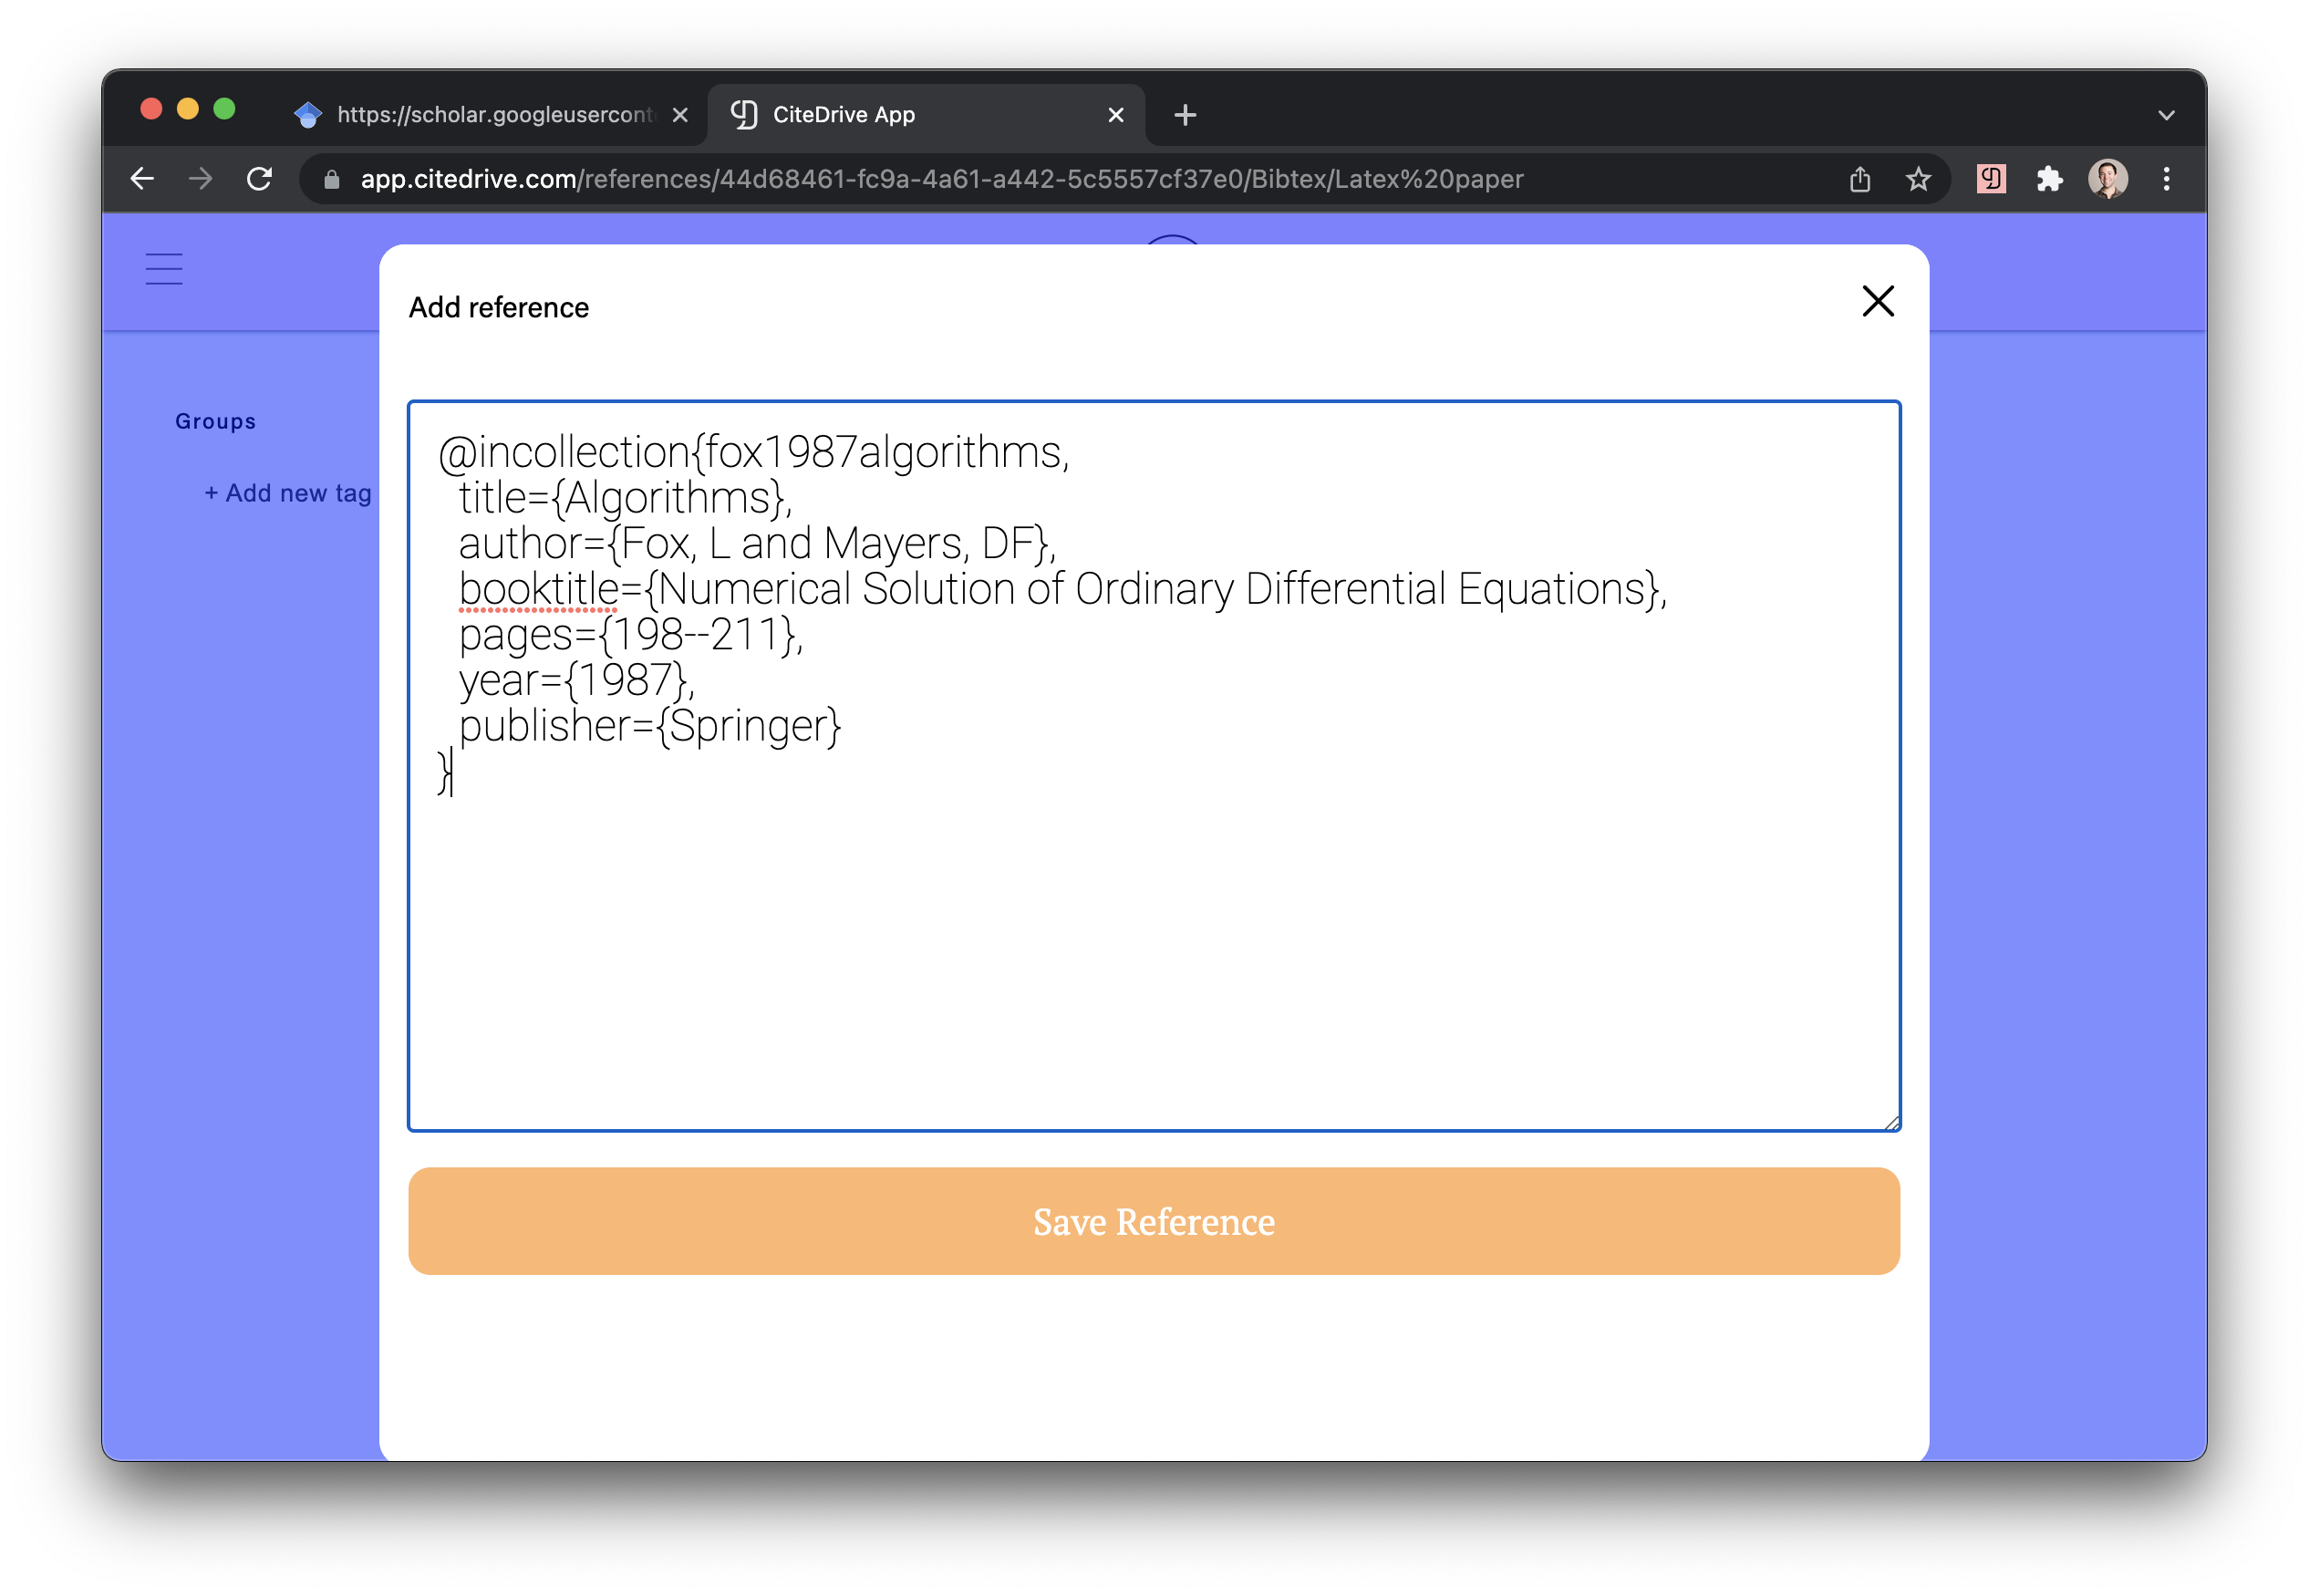 https://scholar.googleusercont
CiteDrive App
app.citedrive.com/references/44d68461-fc9a-4a61-a442-5c5557cf37e0/Bibtex/Latex%20paper
Add reference
Groups
+ Add new tag
@incollection{fox1987algorithms,
title={Algorithms},
author={Fox, L and Mayers, DF},
booktitle={Numerical Solution of Ordinary Differential Equations},
pages={198--211},
year={1987},
publisher={Springer}
}
Save Reference